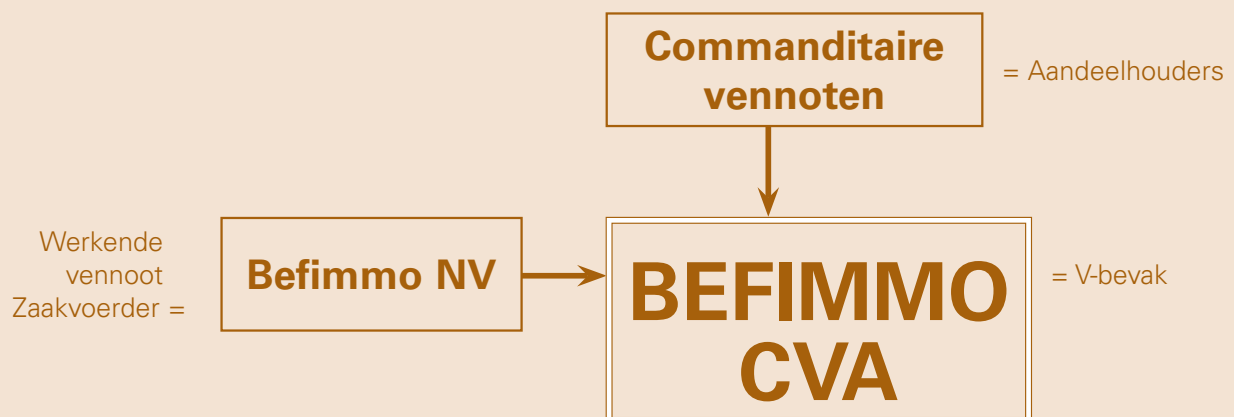 Commanditaire
vennoten
= Aandeelhouders
Werkende
vennoot
Zaakvoerder =
Befimmo NV
BEFIMMO
CVA
= V-bevak